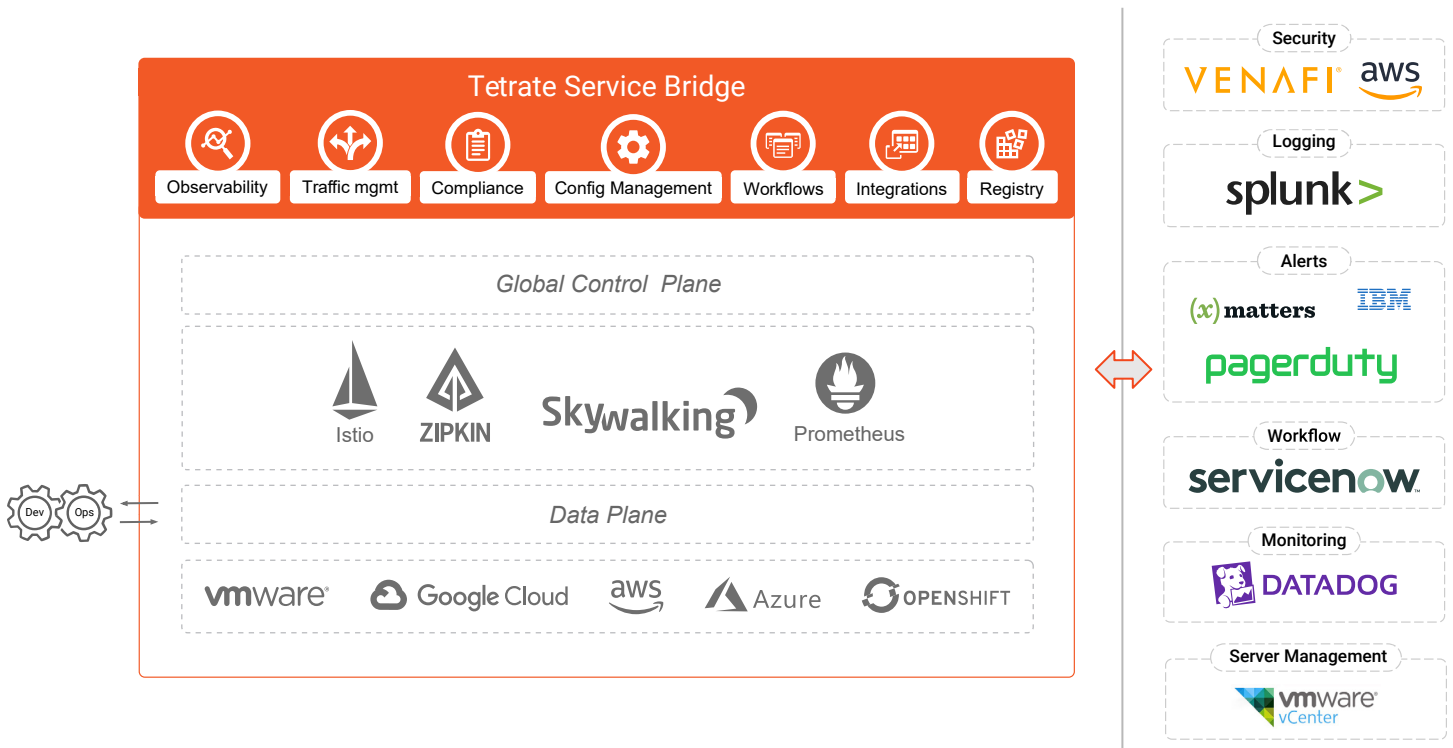 Tetrate Service Bridge
Observability
Traffic mgmt
Compliance
Config Management
Workflows
Integrations
Registry
Global Control Plane
Istio
ZIPKIN
Skywalking
Prometheus
Dev
Ops
Data Plane
vmware®
Google Cloud
aws
Azure
OPENSHIFT
Security
VENAFI®
aws
Logging
splunk>
Alerts
(x)matters
IBM
pagerduty
Workflow
servicenow™
Monitoring
DATADOG
Server Management
vmware®
vCenter